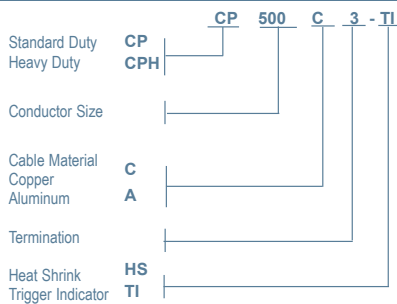 CP 500 C 3 - TI
Standard Duty CP
Heavy Duty CPH
Conductor Size
Cable Material
Copper C
Aluminum A
Termination
Heat Shrink HS
Trigger Indicator TI